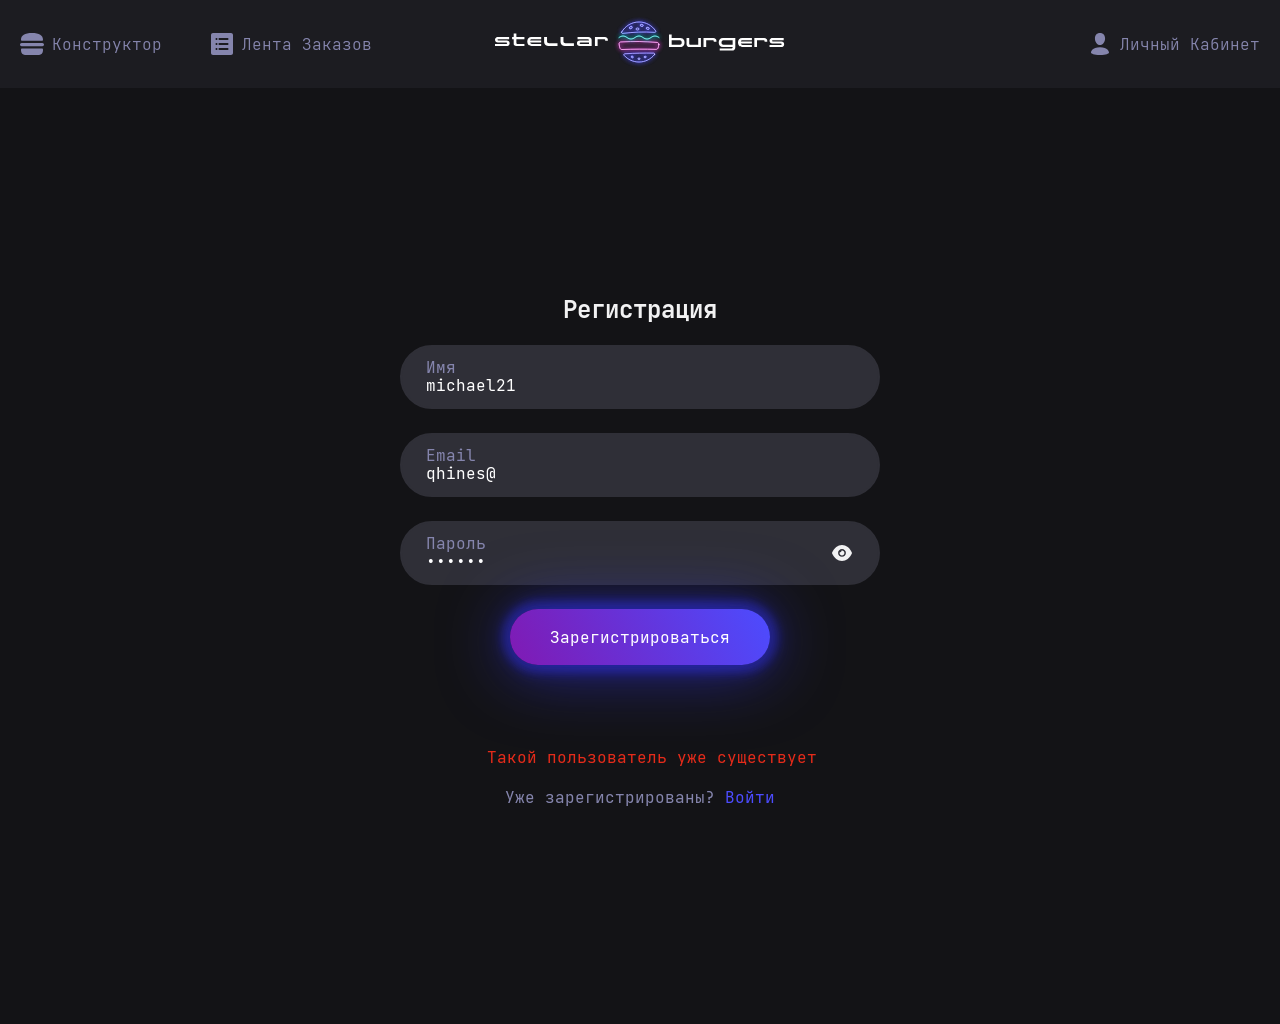 Конструктор
Лента Заказов
stellar burgers
Личный Кабинет
Регистрация
Имя
michael21
Email
qhines@
Пароль
••••••
Зарегистрироваться
Такой пользователь уже существует
Уже зарегистрированы? Войти